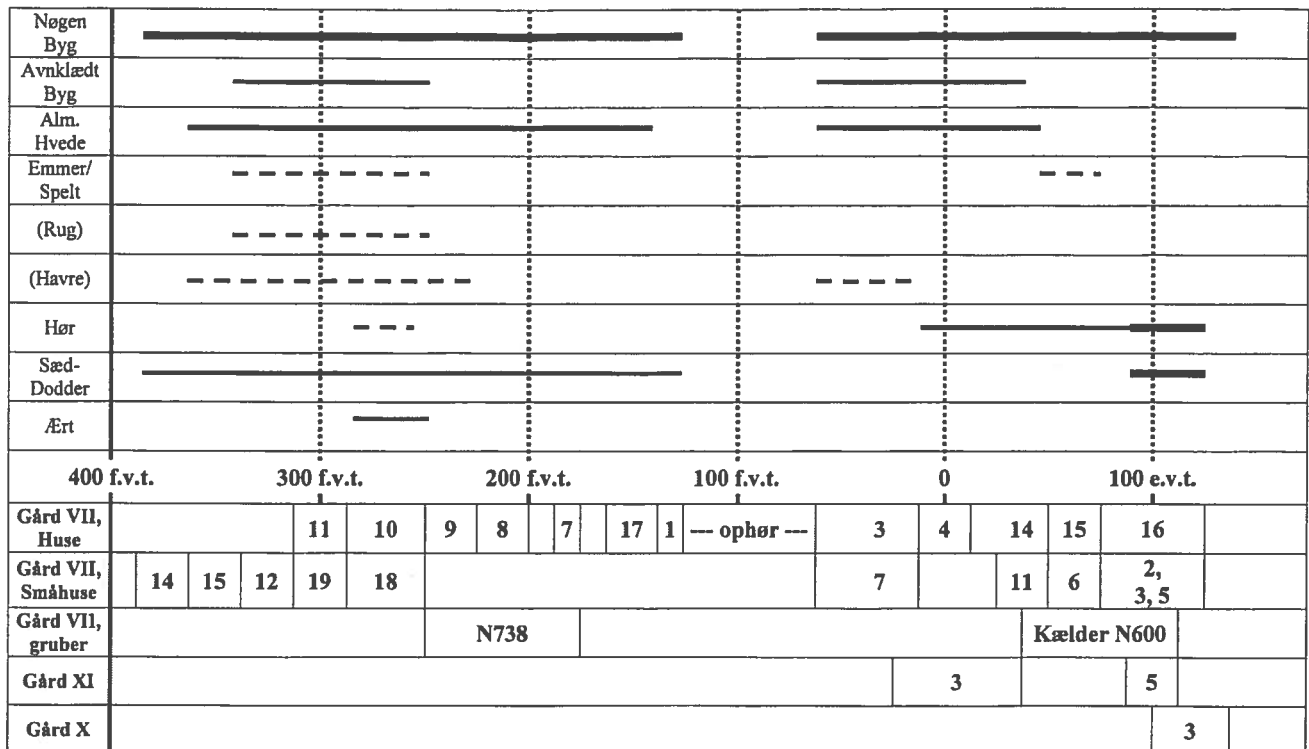 Nøgen
Byg
Avnklædt
Byg
Alm.
Hvede
Emmer/
Spelt
(Rug)
(Havre)
Hør
Sæd-
Dodder
Ært
400 f.v.t. 300 f.v.t. 200 f.v.t. 100 f.v.t. 0 100 e.v.t.
Gård VII,
Huse
11 10 9 8 7 17 1 --- ophør --- 3 4 14 15 16
Gård VII,
Småhuse
14 15 12 19 18 7 11 6 2,
3, 5
Gård VII,
gruber
N738 Kælder N600
Gård XI 3 5
Gård X 3